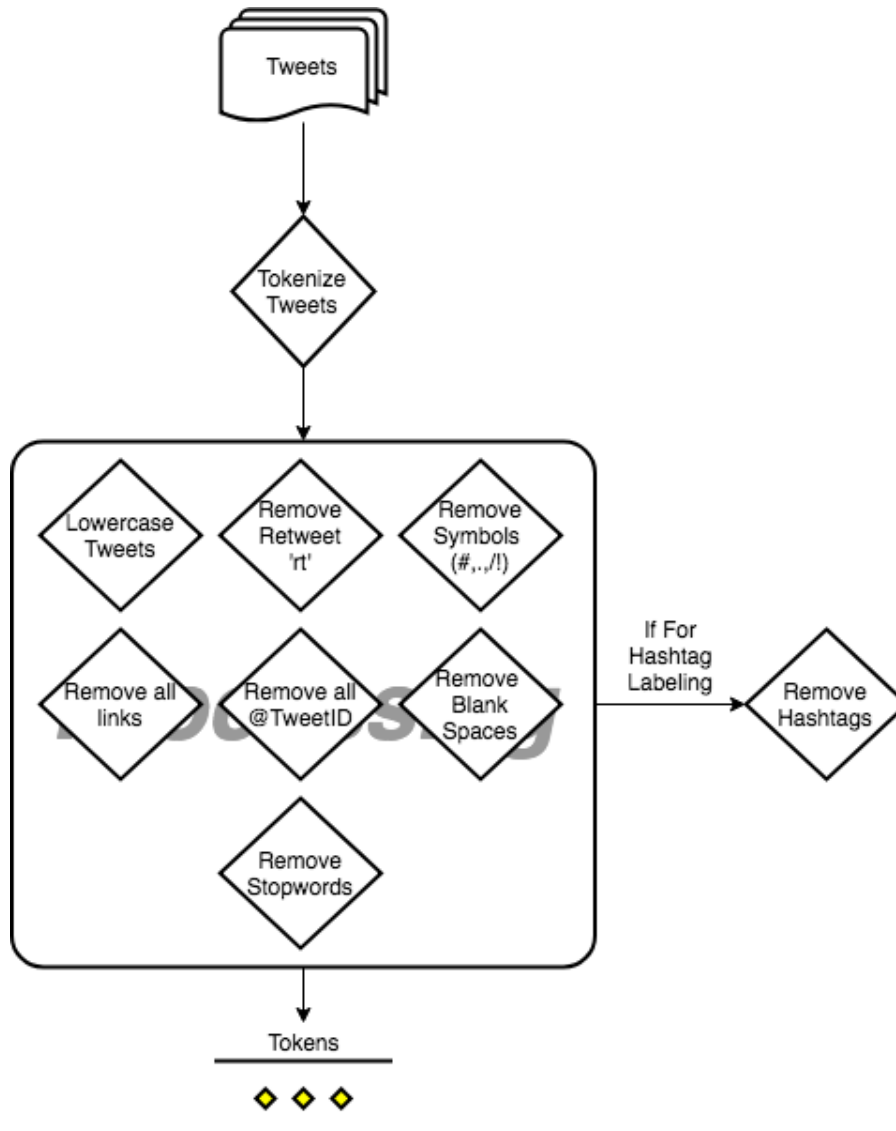 Tweets
Tokenize
Tweets
Lowercase
Tweets
Remove
Retweet
'rt'
Remove
Symbols
(#,.,/!)
If For
Hashtag
Labeling
Remove all
links
Remove all
@TweetID
Remove
Blank
Spaces
Remove
Hashtags
Remove
Stopwords
Tokens